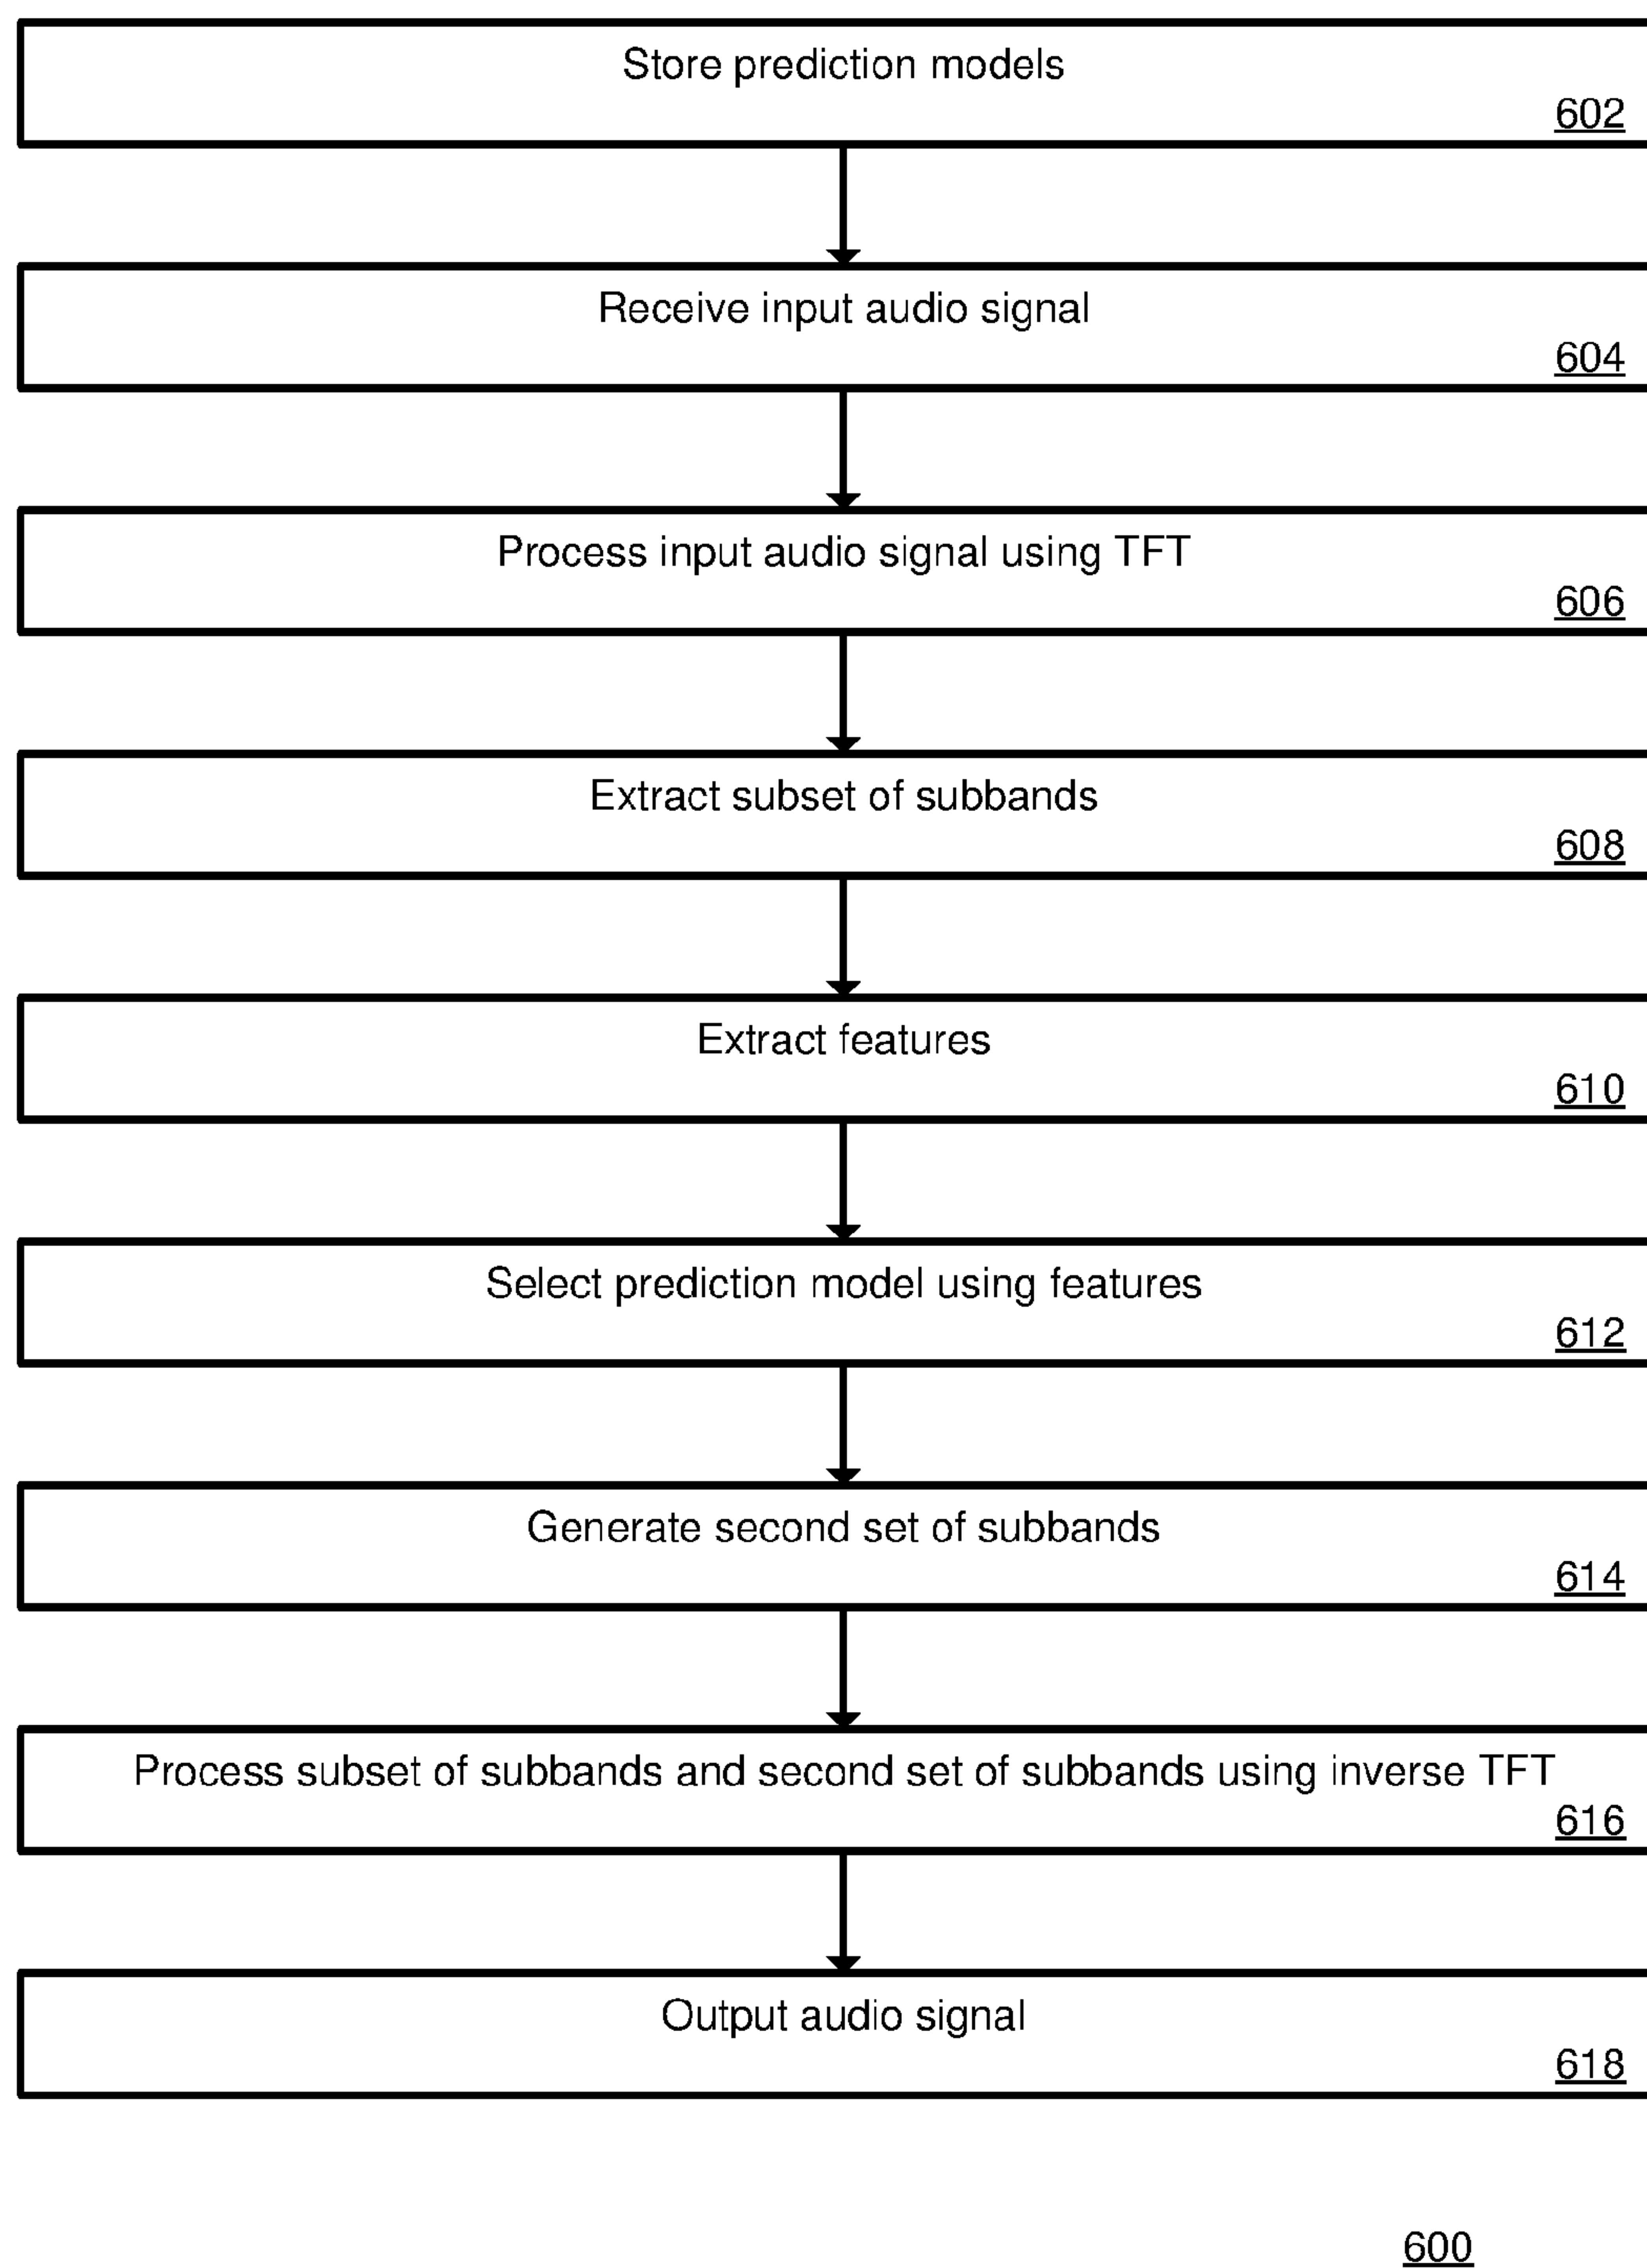 Store prediction models
602
Receive input audio signal
604
Process input audio signal using TFT
606
Extract subset of subbands
608
Extract features
610
Select prediction model using features
612
Generate second set of subbands
614
Process subset of subbands and second set of subbands using inverse TFT
616
Output audio signal
618
600